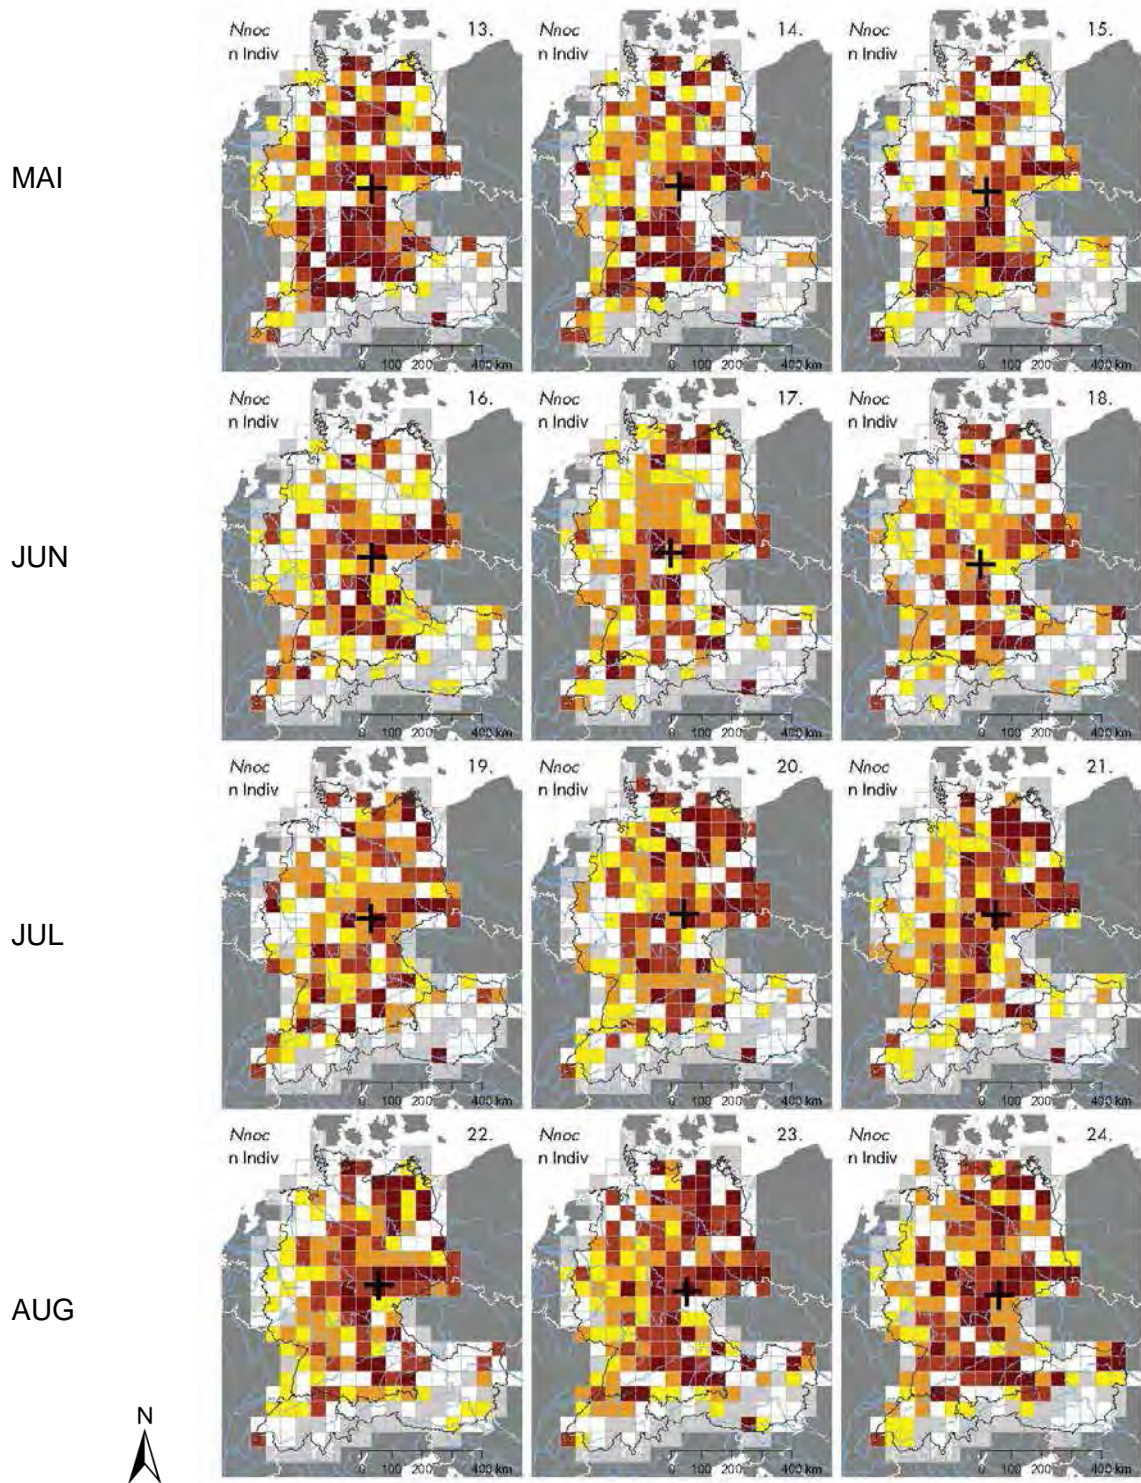 Nnoc 13.
n Indiv
Nnoc 14.
n Indiv
Nnoc 15.
n Indiv
MAI
0 100 200 400 km
0 100 200 400 km
0 100 200 400 km
Nnoc 16.
n Indiv
Nnoc 17.
n Indiv
Nnoc 18.
n Indiv
JUN
0 100 200 400 km
0 100 200 400 km
0 100 200 400 km
Nnoc 19.
n Indiv
Nnoc 20.
n Indiv
Nnoc 21.
n Indiv
JUL
0 100 200 400 km
0 100 200 400 km
0 100 200 400 km
Nnoc 22.
n Indiv
Nnoc 23.
n Indiv
Nnoc 24.
n Indiv
AUG
N
0 100 200 400 km
0 100 200 400 km
0 100 200 400 km